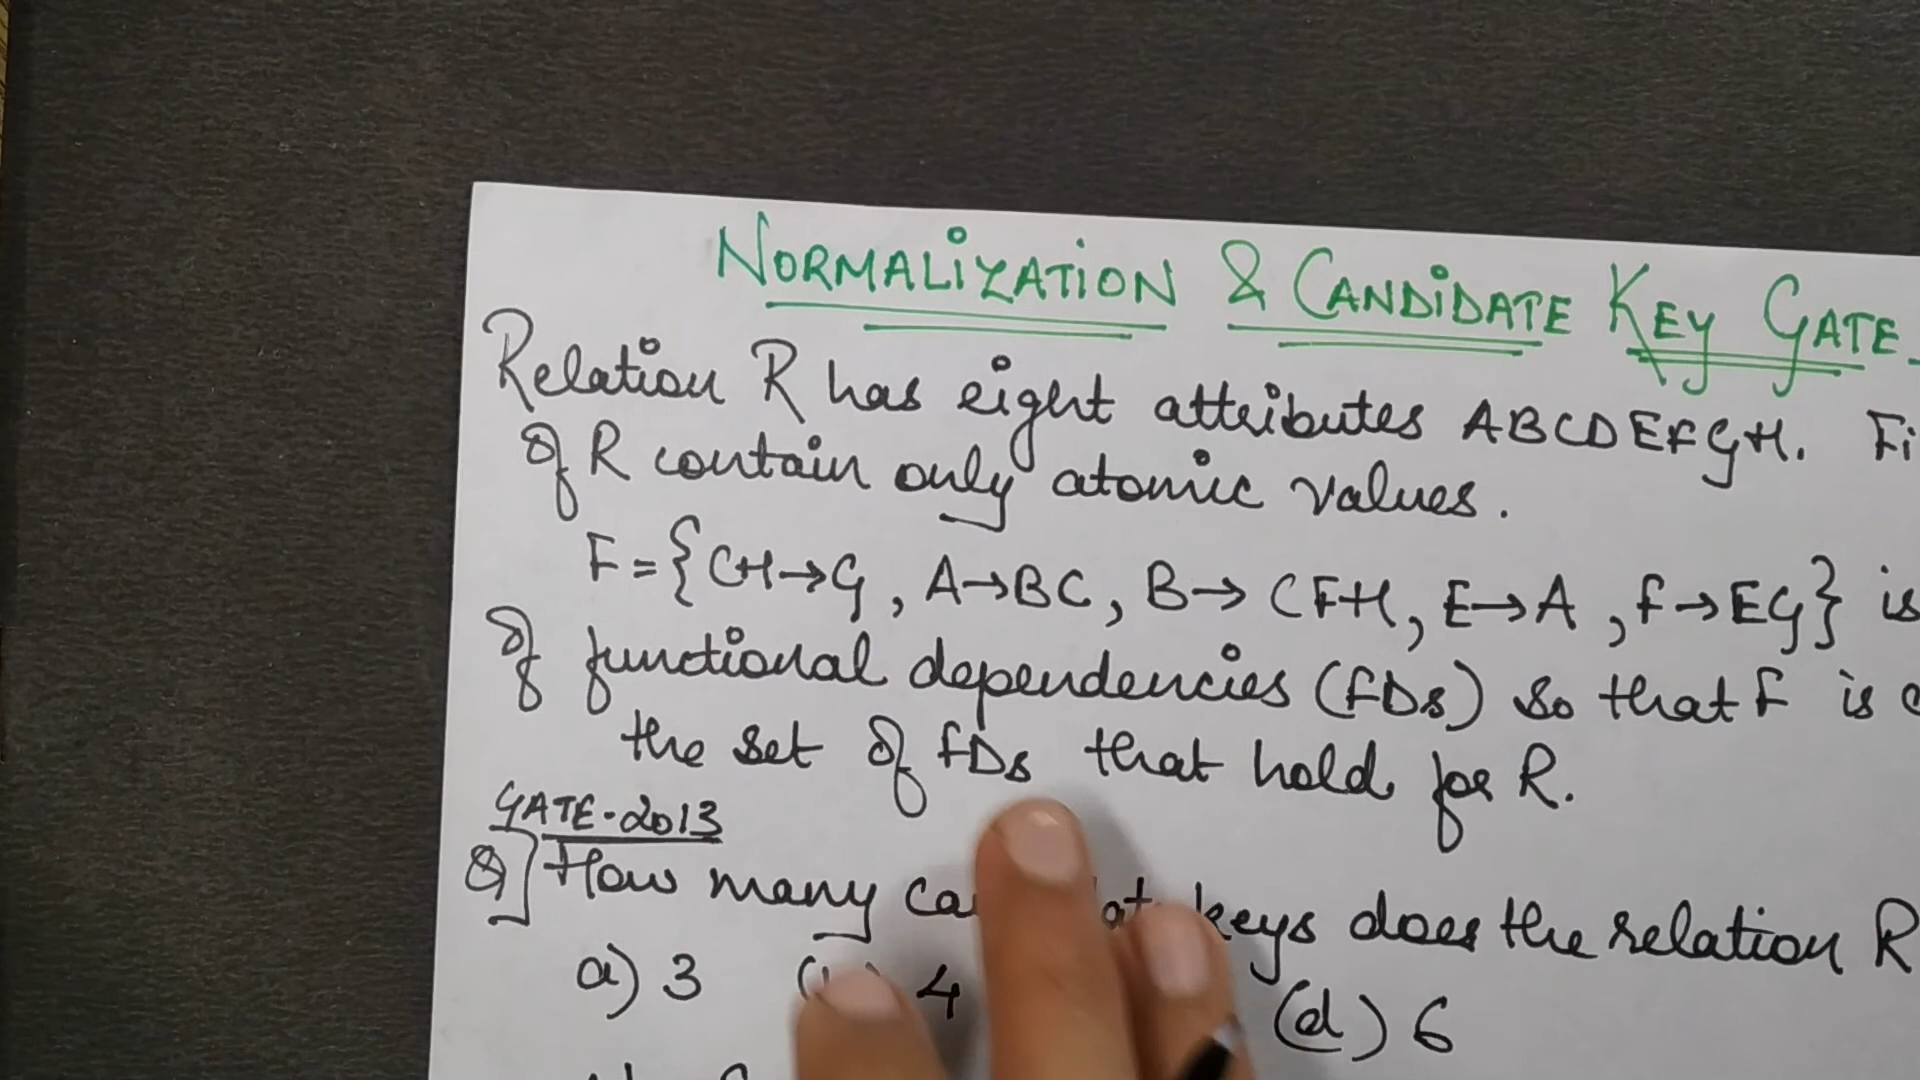 NORMALIZATION & CANDIDATE KEY GATE-
Relation R has eight attributes ABCDEFGH. Fi
of R contain only atomic values.
F={CH→G, A→BC, B→CFH, E→A, F→EG} is
of functional dependencies (FDs) so that F is
the set of FDs that hold for R.
GATE-2013
Q] How many keys does the relation R
a) 3 4 (d) 6